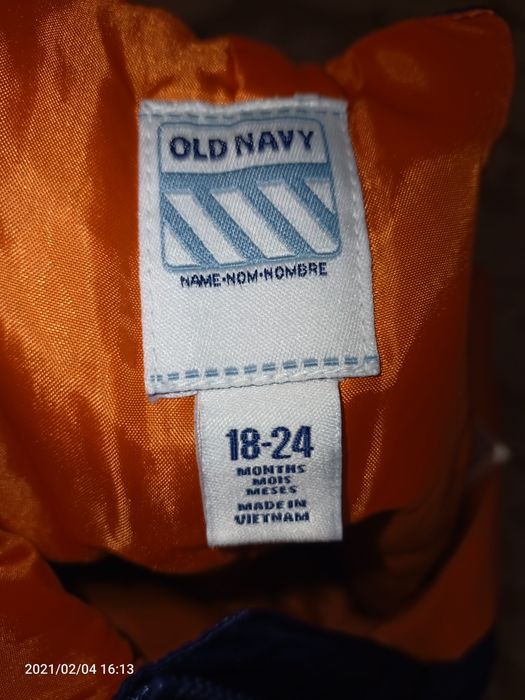 OLD NAVY
NAME·NOM·NOMBRE
18-24
MONTHS
MOIS
MESES
MADE IN
VIETNAM
2021/02/04 16:13